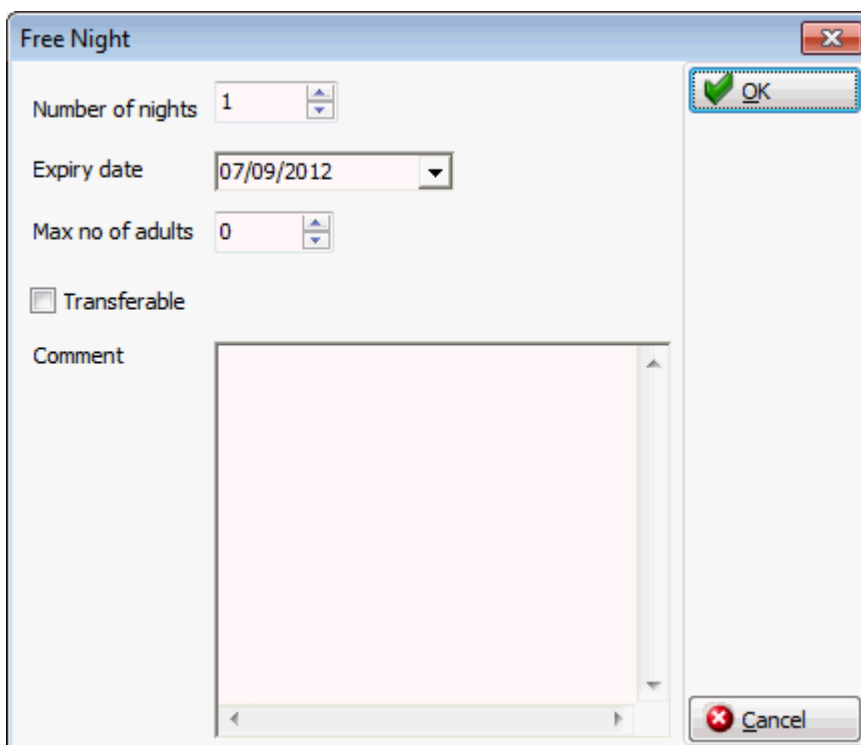 Free Night
Number of nights 1
OK
Expiry date 07/09/2012
Max no of adults 0
Transferable
Comment
Cancel